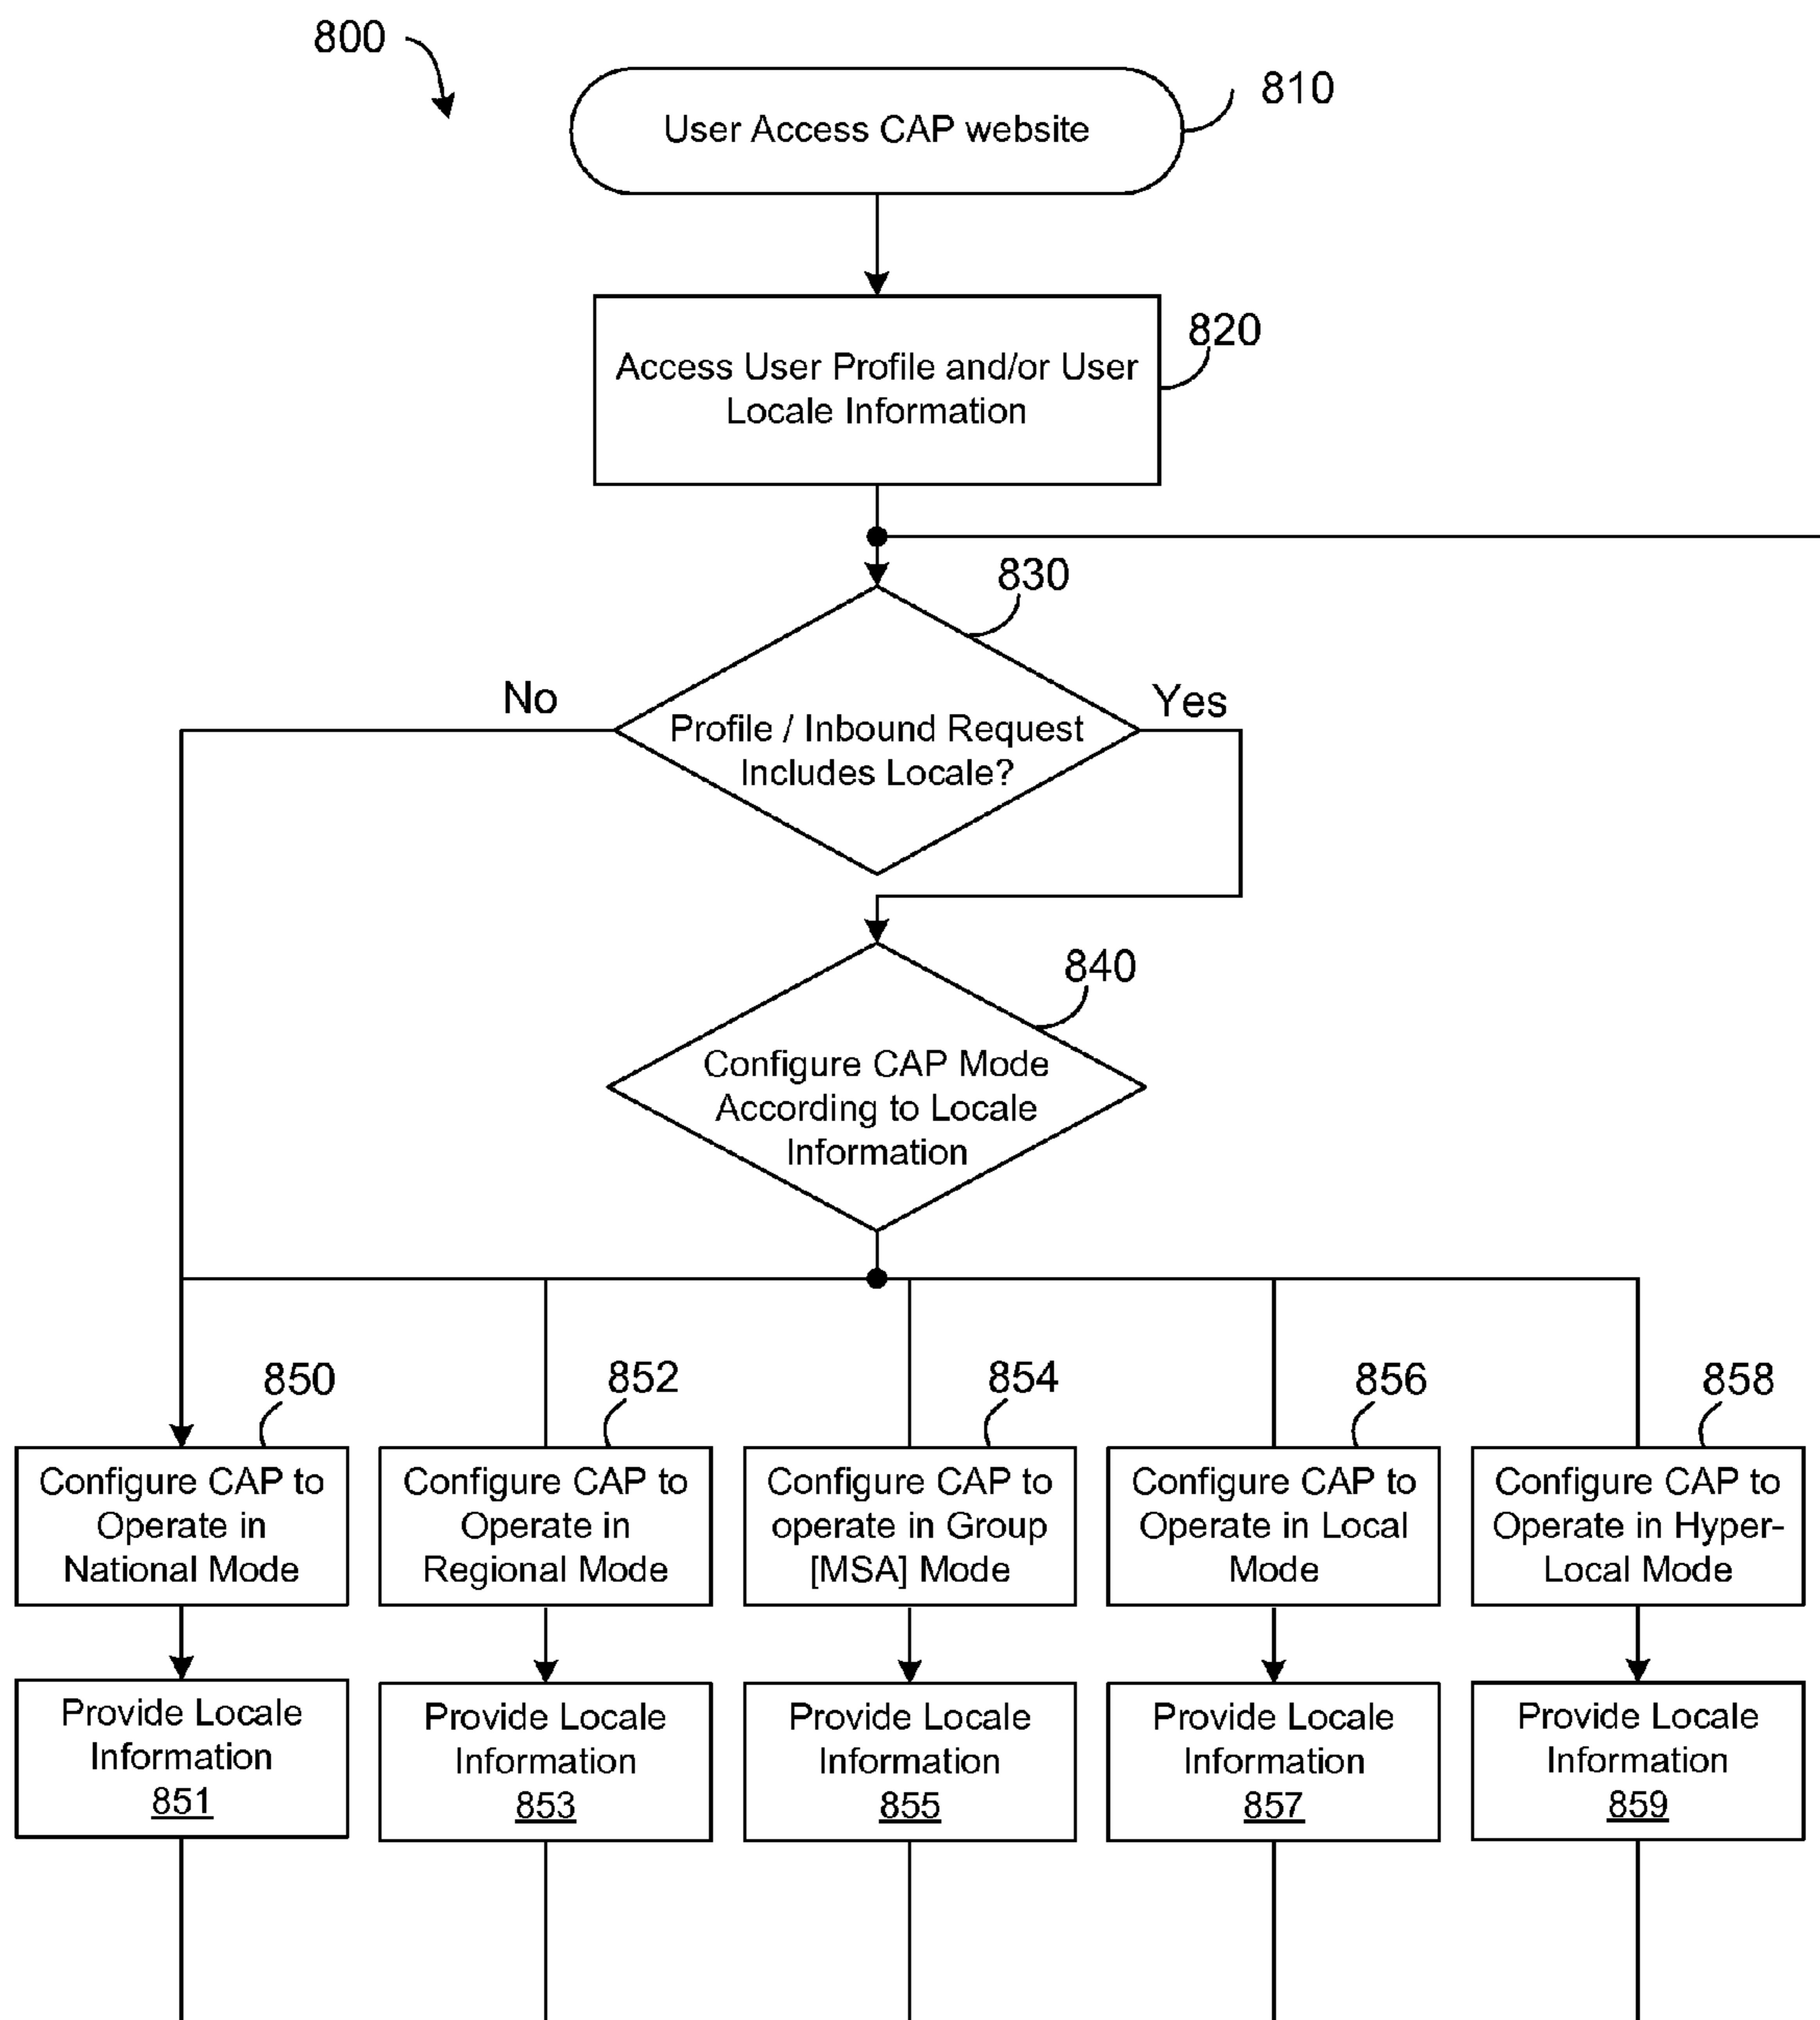 800
User Access CAP website
810
Access User Profile and/or User
Locale Information
820
830
No
Yes
Profile / Inbound Request
Includes Locale?
840
Configure CAP Mode
According to Locale
Information
850
852
854
856
858
Configure CAP to
Operate in
National Mode
Configure CAP to
Operate in
Regional Mode
Configure CAP to
operate in Group
[MSA] Mode
Configure CAP to
Operate in Local
Mode
Configure CAP to
Operate in Hyper-
Local Mode
Provide Locale
Information
851
Provide Locale
Information
853
Provide Locale
Information
855
Provide Locale
Information
857
Provide Locale
Information
859